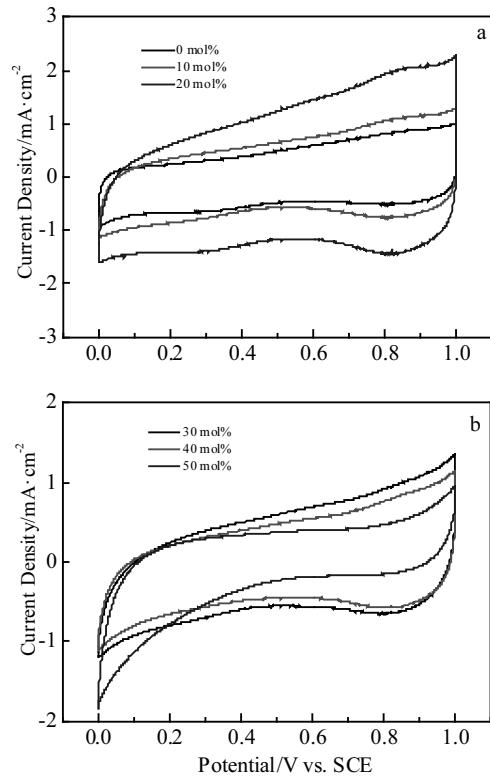 a
0 mol%
10 mol%
20 mol%
Current Density/mA·cm-2
3
2
1
0
-1
-2
-3
0.0 0.2 0.4 0.6 0.8 1.0
b
30 mol%
40 mol%
50 mol%
Current Density/mA·cm-2
2
1
0
-1
-2
0.0 0.2 0.4 0.6 0.8 1.0
Potential/V vs. SCE